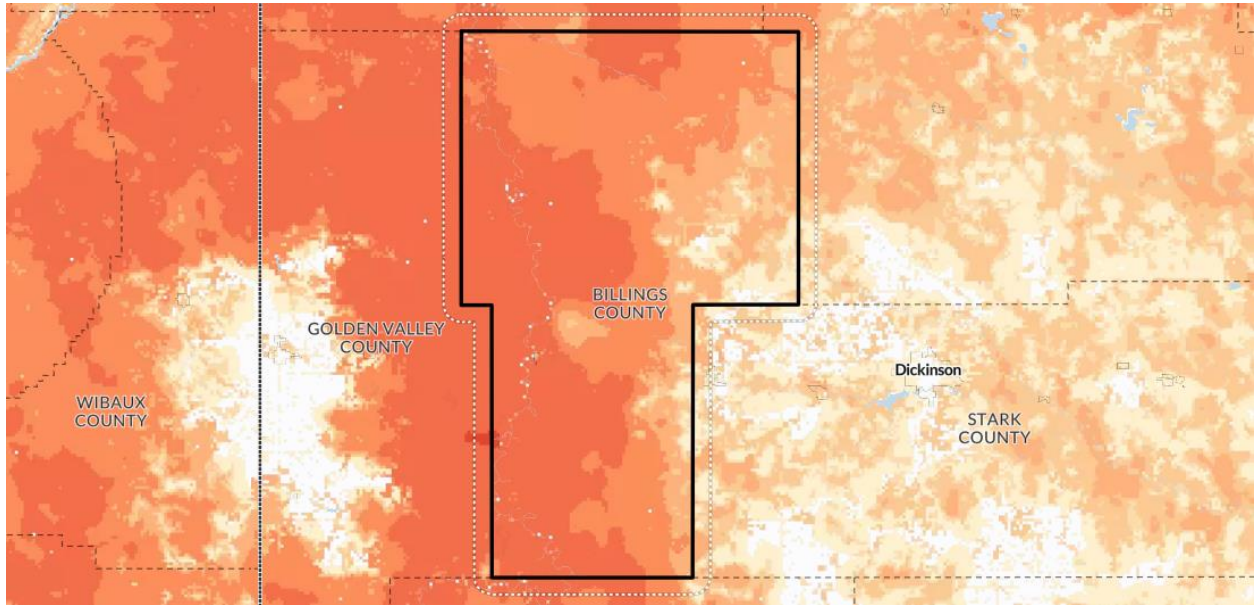 BILLINGS
COUNTY
GOLDEN VALLEY
COUNTY
Dickinson
WIBAUX
COUNTY
STARK
COUNTY